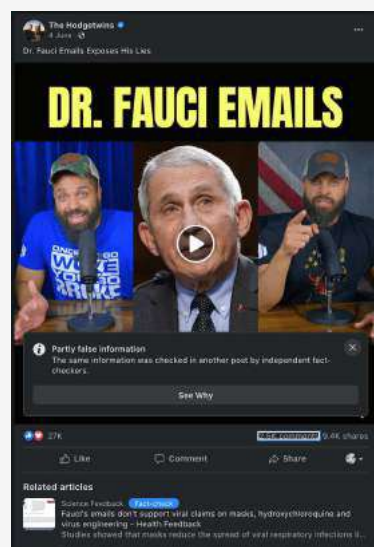 The Hodgetwins
4 June
Dr. Fauci Emails Exposes His Lies
DR. FAUCI EMAILS
Partly false information
The same information was checked in another post by independent fact-
checkers.
See Why
27K
9.4K shares
Like
Comment
Share
Related articles
Science Feedback Fact-check
Fauci's emails don't support viral claims on masks, hydroxychloroquine and
virus engineering - Health Feedback
Studies showed that masks reduce the spread of viral respiratory infections li...